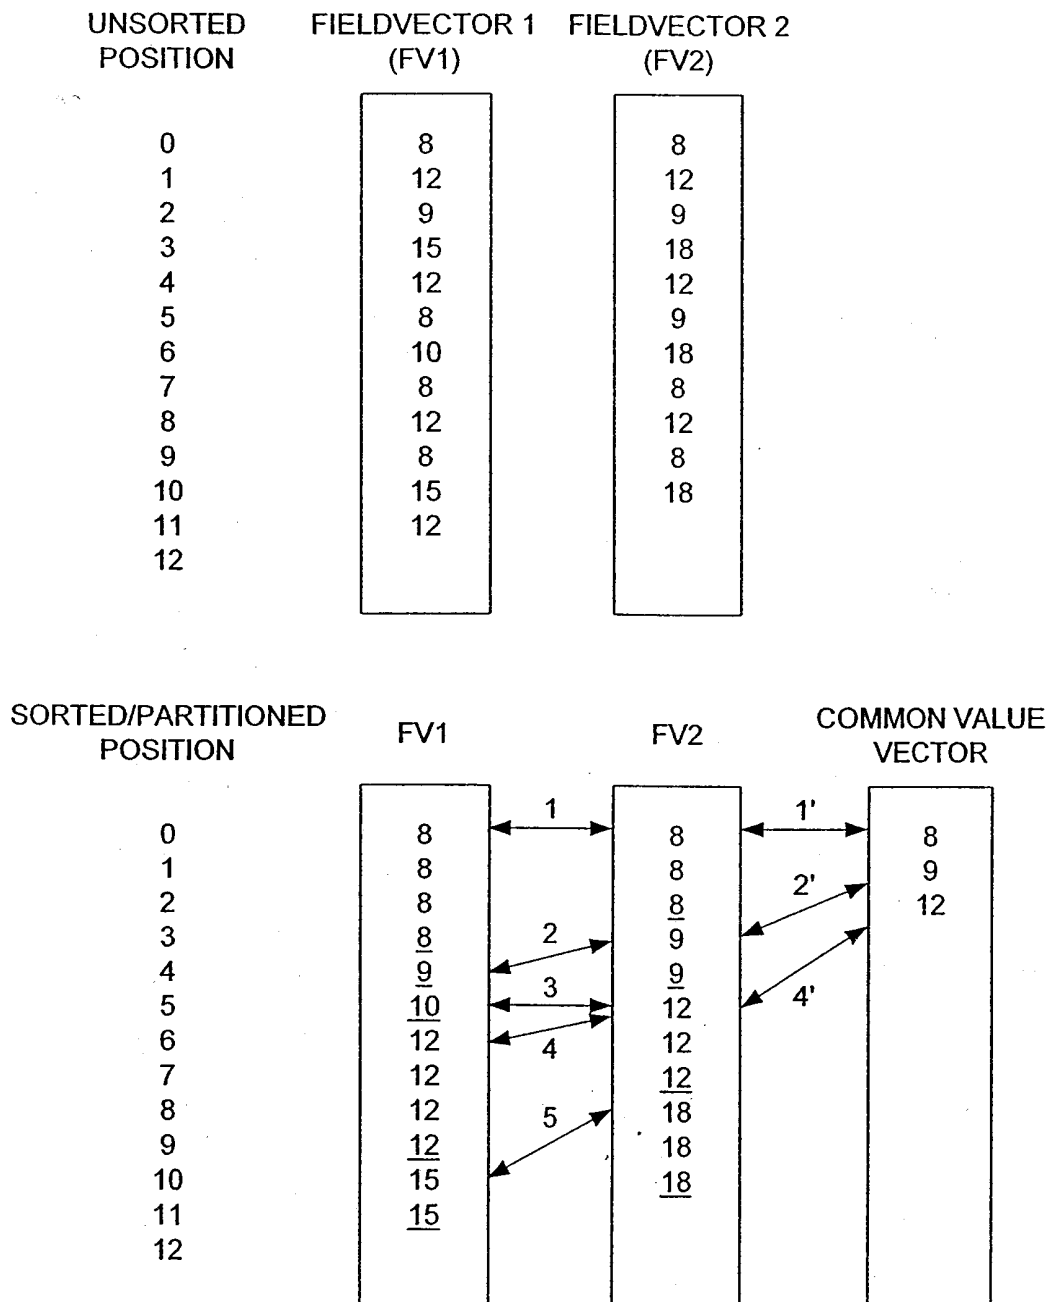 UNSORTED POSITION FIELDVECTOR 1 (FV1) FIELDVECTOR 2 (FV2)
0 8 8
1 12 12
2 9 9
3 15 18
4 12 12
5 8 9
6 10 18
7 8 8
8 12 12
9 8 8
10 15 18
11 12
12
SORTED/PARTITIONED POSITION FV1 FV2 COMMON VALUE VECTOR
1 1'
0 8 8 8
1 8 8 9
2'
2 8 8 12
3 8 2 9
4 9 9
3 4'
5 10 12
6 12 4 12
7 12 12
8 12 5 18
9 12 18
10 15 18
11 15
12